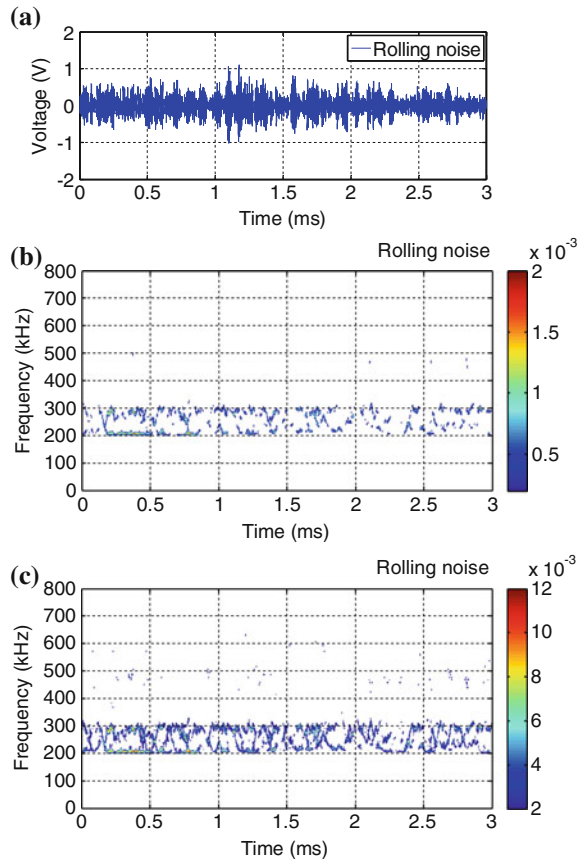 (a)
2
1
0
-1
-2
Voltage (V)
Rolling noise
0 0.5 1 1.5 2 2.5 3
Time (ms)
(b)
Rolling noise
x 10-3
800
700
600
500
400
300
200
100
0
Frequency (kHz)
0 0.5 1 1.5 2 2.5 3
Time (ms)
2
1.5
1
0.5
(c)
Rolling noise
x 10-3
800
700
600
500
400
300
200
100
0
Frequency (kHz)
0 0.5 1 1.5 2 2.5 3
Time (ms)
12
10
8
6
4
2